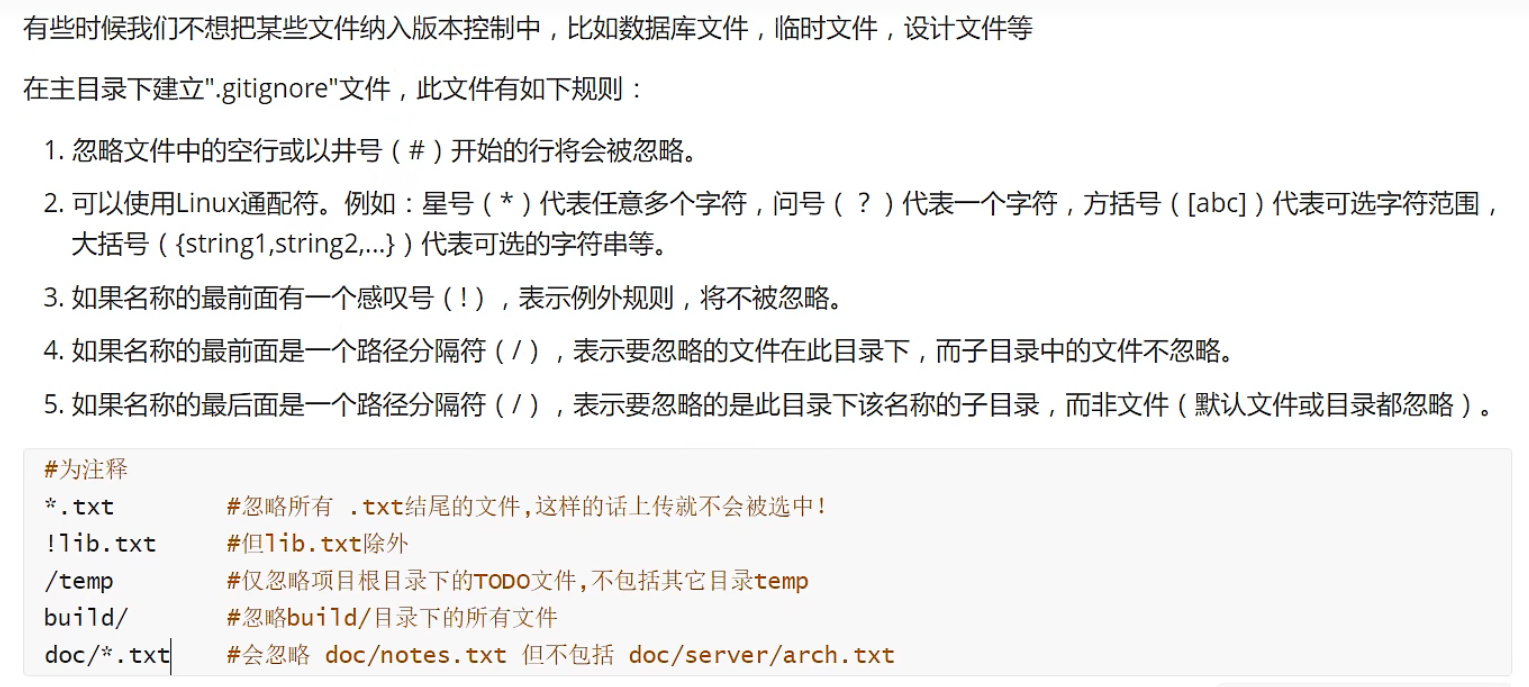 有些时候我们不想把某些文件纳入版本控制中，比如数据库文件，临时文件，设计文件等
在主目录下建立".gitignore"文件，此文件有如下规则：
1. 忽略文件中的空行或以井号（#）开始的行将会被忽略。
2. 可以使用Linux通配符。例如：星号（*）代表任意多个字符，问号（？）代表一个字符，方括号（[abc]）代表可选字符范围，
大括号（{string1,string2,...}）代表可选的字符串等。
3. 如果名称的最前面有一个感叹号（!），表示例外规则，将不被忽略。
4. 如果名称的最前面是一个路径分隔符（/），表示要忽略的文件在此目录下，而子目录中的文件不忽略。
5. 如果名称的最后面是一个路径分隔符（/），表示要忽略的是此目录下该名称的子目录，而非文件（默认文件或目录都忽略）。
#为注释
*.txt #忽略所有 .txt结尾的文件,这样的话上传就不会被选中!
!lib.txt #但lib.txt除外
/temp #仅忽略项目根目录下的TODO文件,不包括其它目录temp
build/ #忽略build/目录下的所有文件
doc/*.txt #会忽略 doc/notes.txt 但不包括 doc/server/arch.txt